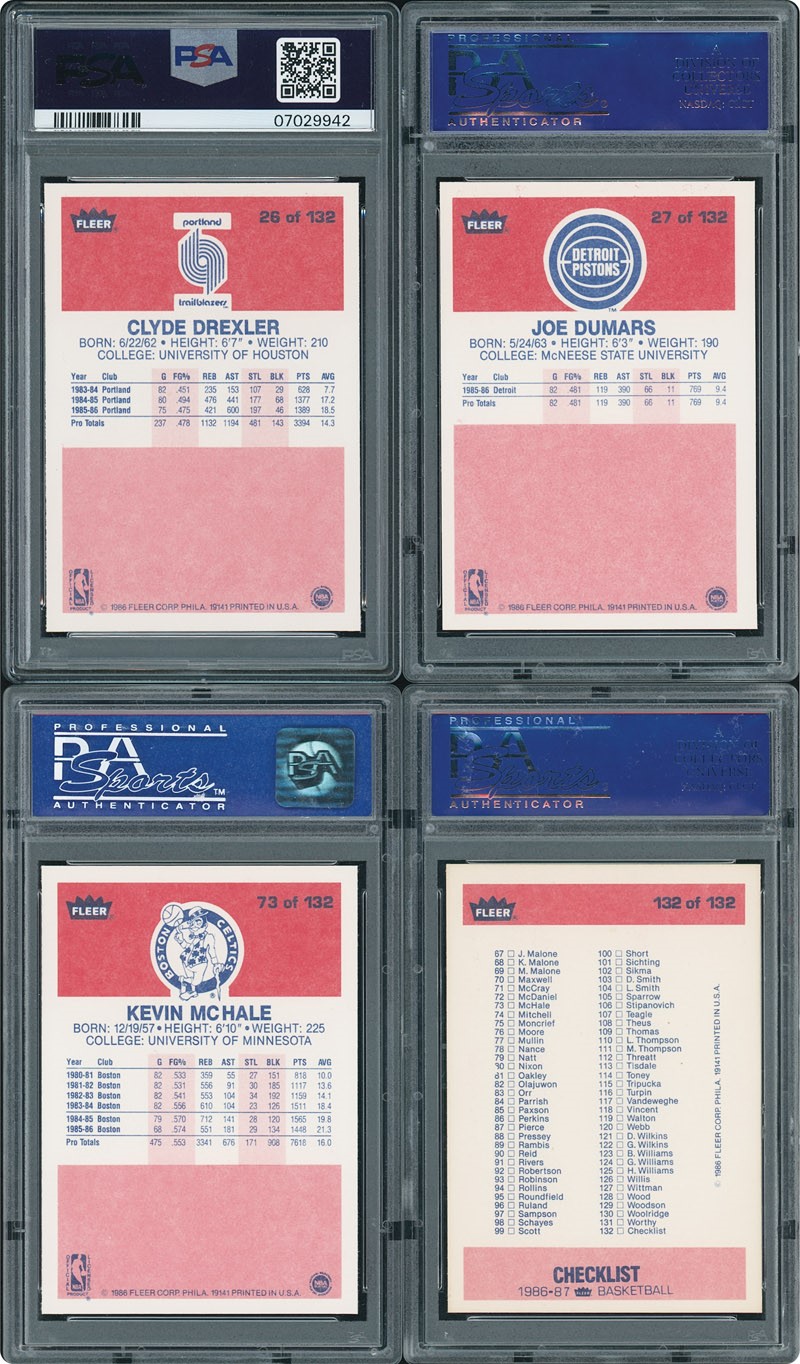 PSA
PSA
07029942
FLEER
26 of 132
portland
trailblazers
CLYDE DREXLER
BORN: 6/22/62 • HEIGHT: 6'7" • WEIGHT: 210
COLLEGE: UNIVERSITY OF HOUSTON
Year Club G FG% REB AST STL BLK PTS AVG
1983-84 Portland 82 .451 235 153 107 29 628 7.7
1984-85 Portland 80 .494 476 441 177 68 1377 17.2
1985-86 Portland 75 .475 421 600 197 46 1389 18.5
Pro Totals 237 .478 1132 1194 481 143 3394 14.3
© 1986 FLEER CORP. PHILA. 19141 PRINTED IN U.S.A.
PSA
PROFESSIONAL
Sports
AUTHENTICATOR
A
DIVISION OF
COLLECTORS
UNIVERSE
NASDAQ: CLCT
FLEER
27 of 132
DETROIT
PISTONS
TM
JOE DUMARS
BORN: 5/24/63 • HEIGHT: 6'3" • WEIGHT: 190
COLLEGE: McNEESE STATE UNIVERSITY
Year Club G FG% REB AST STL BLK PTS AVG
1985-86 Detroit 82 .481 119 390 66 11 769 9.4
Pro Totals 82 .481 119 390 66 11 769 9.4
© 1986 FLEER CORP. PHILA. 19141 PRINTED IN U.S.A.
PROFESSIONAL
PSA
Sports™
AUTHENTICATOR
PSA
FLEER
73 of 132
BOSTON CELTICS
KEVIN McHALE
BORN: 12/19/57 • HEIGHT: 6'10" • WEIGHT: 225
COLLEGE: UNIVERSITY OF MINNESOTA
Year Club G FG% REB AST STL BLK PTS AVG
1980-81 Boston 82 .533 359 55 27 151 818 10.0
1981-82 Boston 82 .531 556 91 30 185 1117 13.6
1982-83 Boston 82 .541 553 104 34 192 1159 14.1
1983-84 Boston 82 .556 610 104 23 126 1511 18.4
1984-85 Boston 79 .570 712 141 28 120 1565 19.8
1985-86 Boston 68 .574 551 181 29 134 1448 21.3
Pro Totals 475 .553 3341 676 171 908 7618 16.0
© 1986 FLEER CORP. PHILA. 19141 PRINTED IN U.S.A.
PROFESSIONAL
Sports
AUTHENTICATOR
A
DIVISION OF
COLLECTORS
UNIVERSE
FLEER
132 of 132
67 J. Malone
68 K. Malone
69 M. Malone
70 Maxwell
71 McCray
72 McDaniel
73 McHale
74 Mitchell
75 Moncrief
76 Moore
77 Mullin
78 Nance
79 Natt
80 Nixon
81 Oakley
82 Olajuwon
83 Orr
84 Parrish
85 Paxson
86 Perkins
87 Pierce
88 Pressey
89 Rambis
90 Reid
91 Rivers
92 Robertson
93 Robinson
94 Rollins
95 Roundfield
96 Ruland
97 Sampson
98 Schayes
99 Scott
100 Short
101 Sichting
102 Sikma
103 D. Smith
104 L. Smith
105 Sparrow
106 Stipanovich
107 Teagle
108 Theus
109 Thomas
110 L. Thompson
111 M. Thompson
112 Threatt
113 Tisdale
114 Toney
115 Tripucka
116 Turpin
117 Vandeweghe
118 Vincent
119 Walton
120 Webb
121 D. Wilkins
122 G. Wilkins
123 B. Williams
124 G. Williams
125 H. Williams
126 Willis
127 Wittman
128 Wood
129 Woodson
130 Woolridge
131 Worthy
132 Checklist
© 1986 FLEER CORP. PHILA. 19141 PRINTED IN U.S.A.
CHECKLIST
1986-87 FLEER BASKETBALL